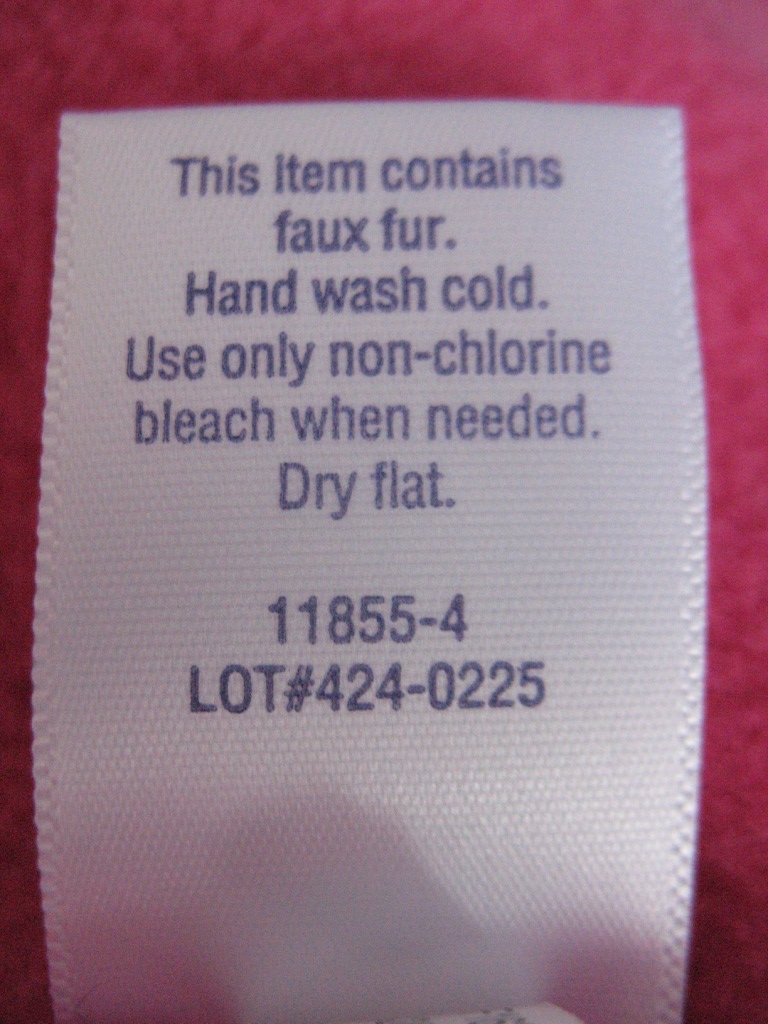 This item contains
faux fur.
Hand wash cold.
Use only non-chlorine
bleach when needed.
Dry flat.
11855-4
LOT#424-0225